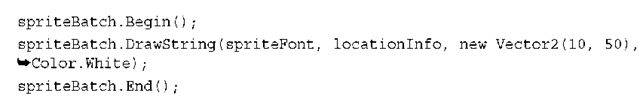 spriteBatch.Begin();
spriteBatch.DrawString(spriteFont, locationInfo, new Vector2(10, 50),
➥Color.White);
spriteBatch.End();